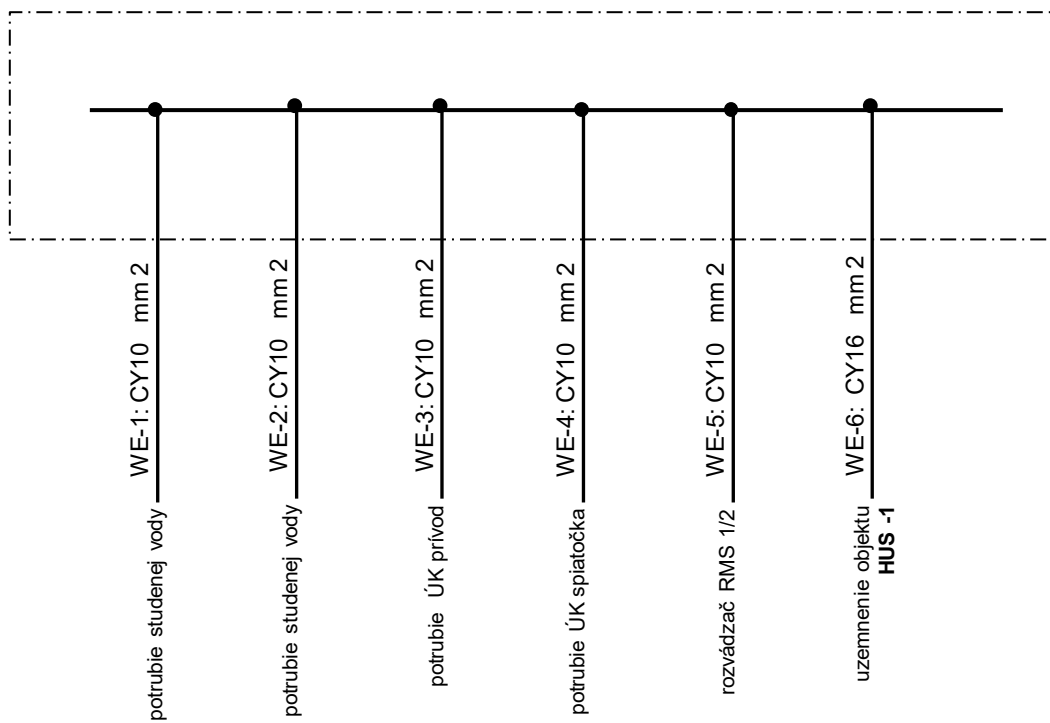 WE-1: CY10 mm 2
potrubie studenej vody
WE-2: CY10 mm 2
potrubie studenej vody
WE-3: CY10 mm 2
potrubie ÚK prívod
WE-4: CY10 mm 2
potrubie ÚK spiatočka
WE-5: CY10 mm 2
rozvádzač RMS 1/2
WE-6: CY16 mm 2
uzemnenie objektu
HUS -1